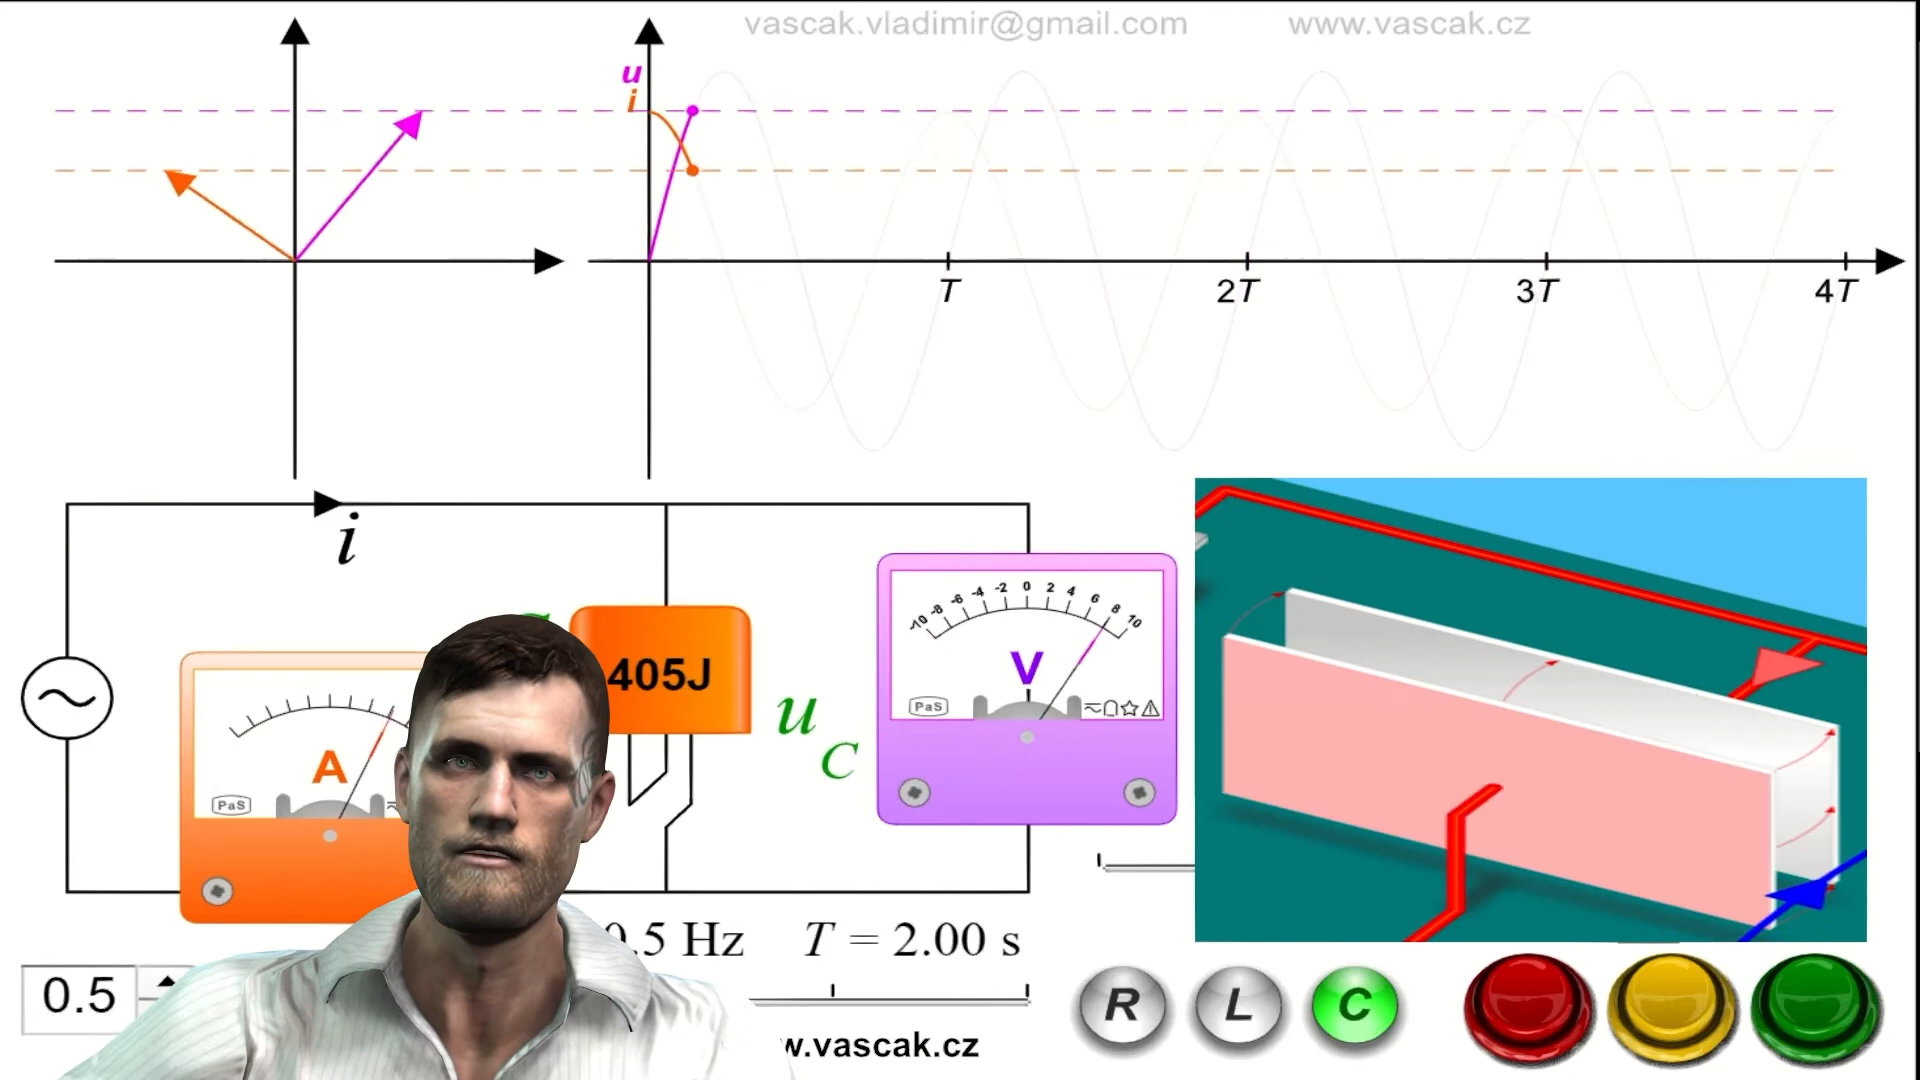 vascak.vladimir@gmail.com www.vascak.cz
u
i
T 2T 3T 4T
i
-10 -8 -6 -4 -2 0 2 4 6 8 10
405J
V
u
C
A
PaS
PaS
0.5 Hz T = 2.00 s
0.5
R L C
w.vascak.cz